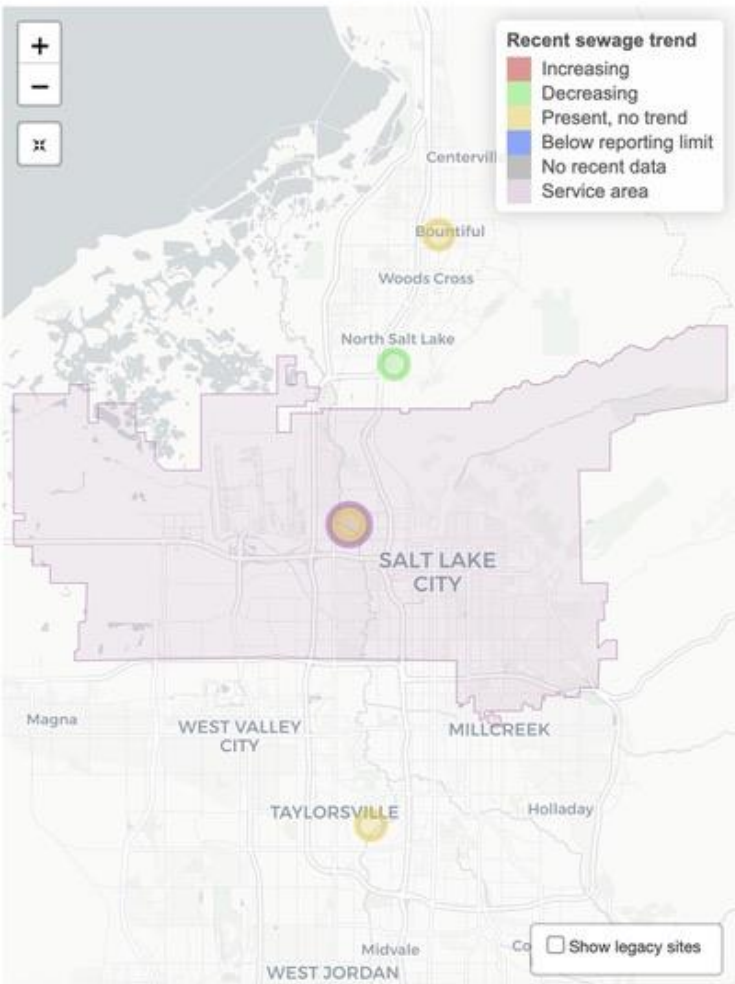 +
−
Recent sewage trend
Increasing
Decreasing
Present, no trend
Below reporting limit
No recent data
Service area
Bountiful
Woods Cross
North Salt Lake
SALT LAKE
CITY
Magna
WEST VALLEY
CITY
MILLCREEK
TAYLORSVILLE
Holladay
Show legacy sites
Midvale
WEST JORDAN